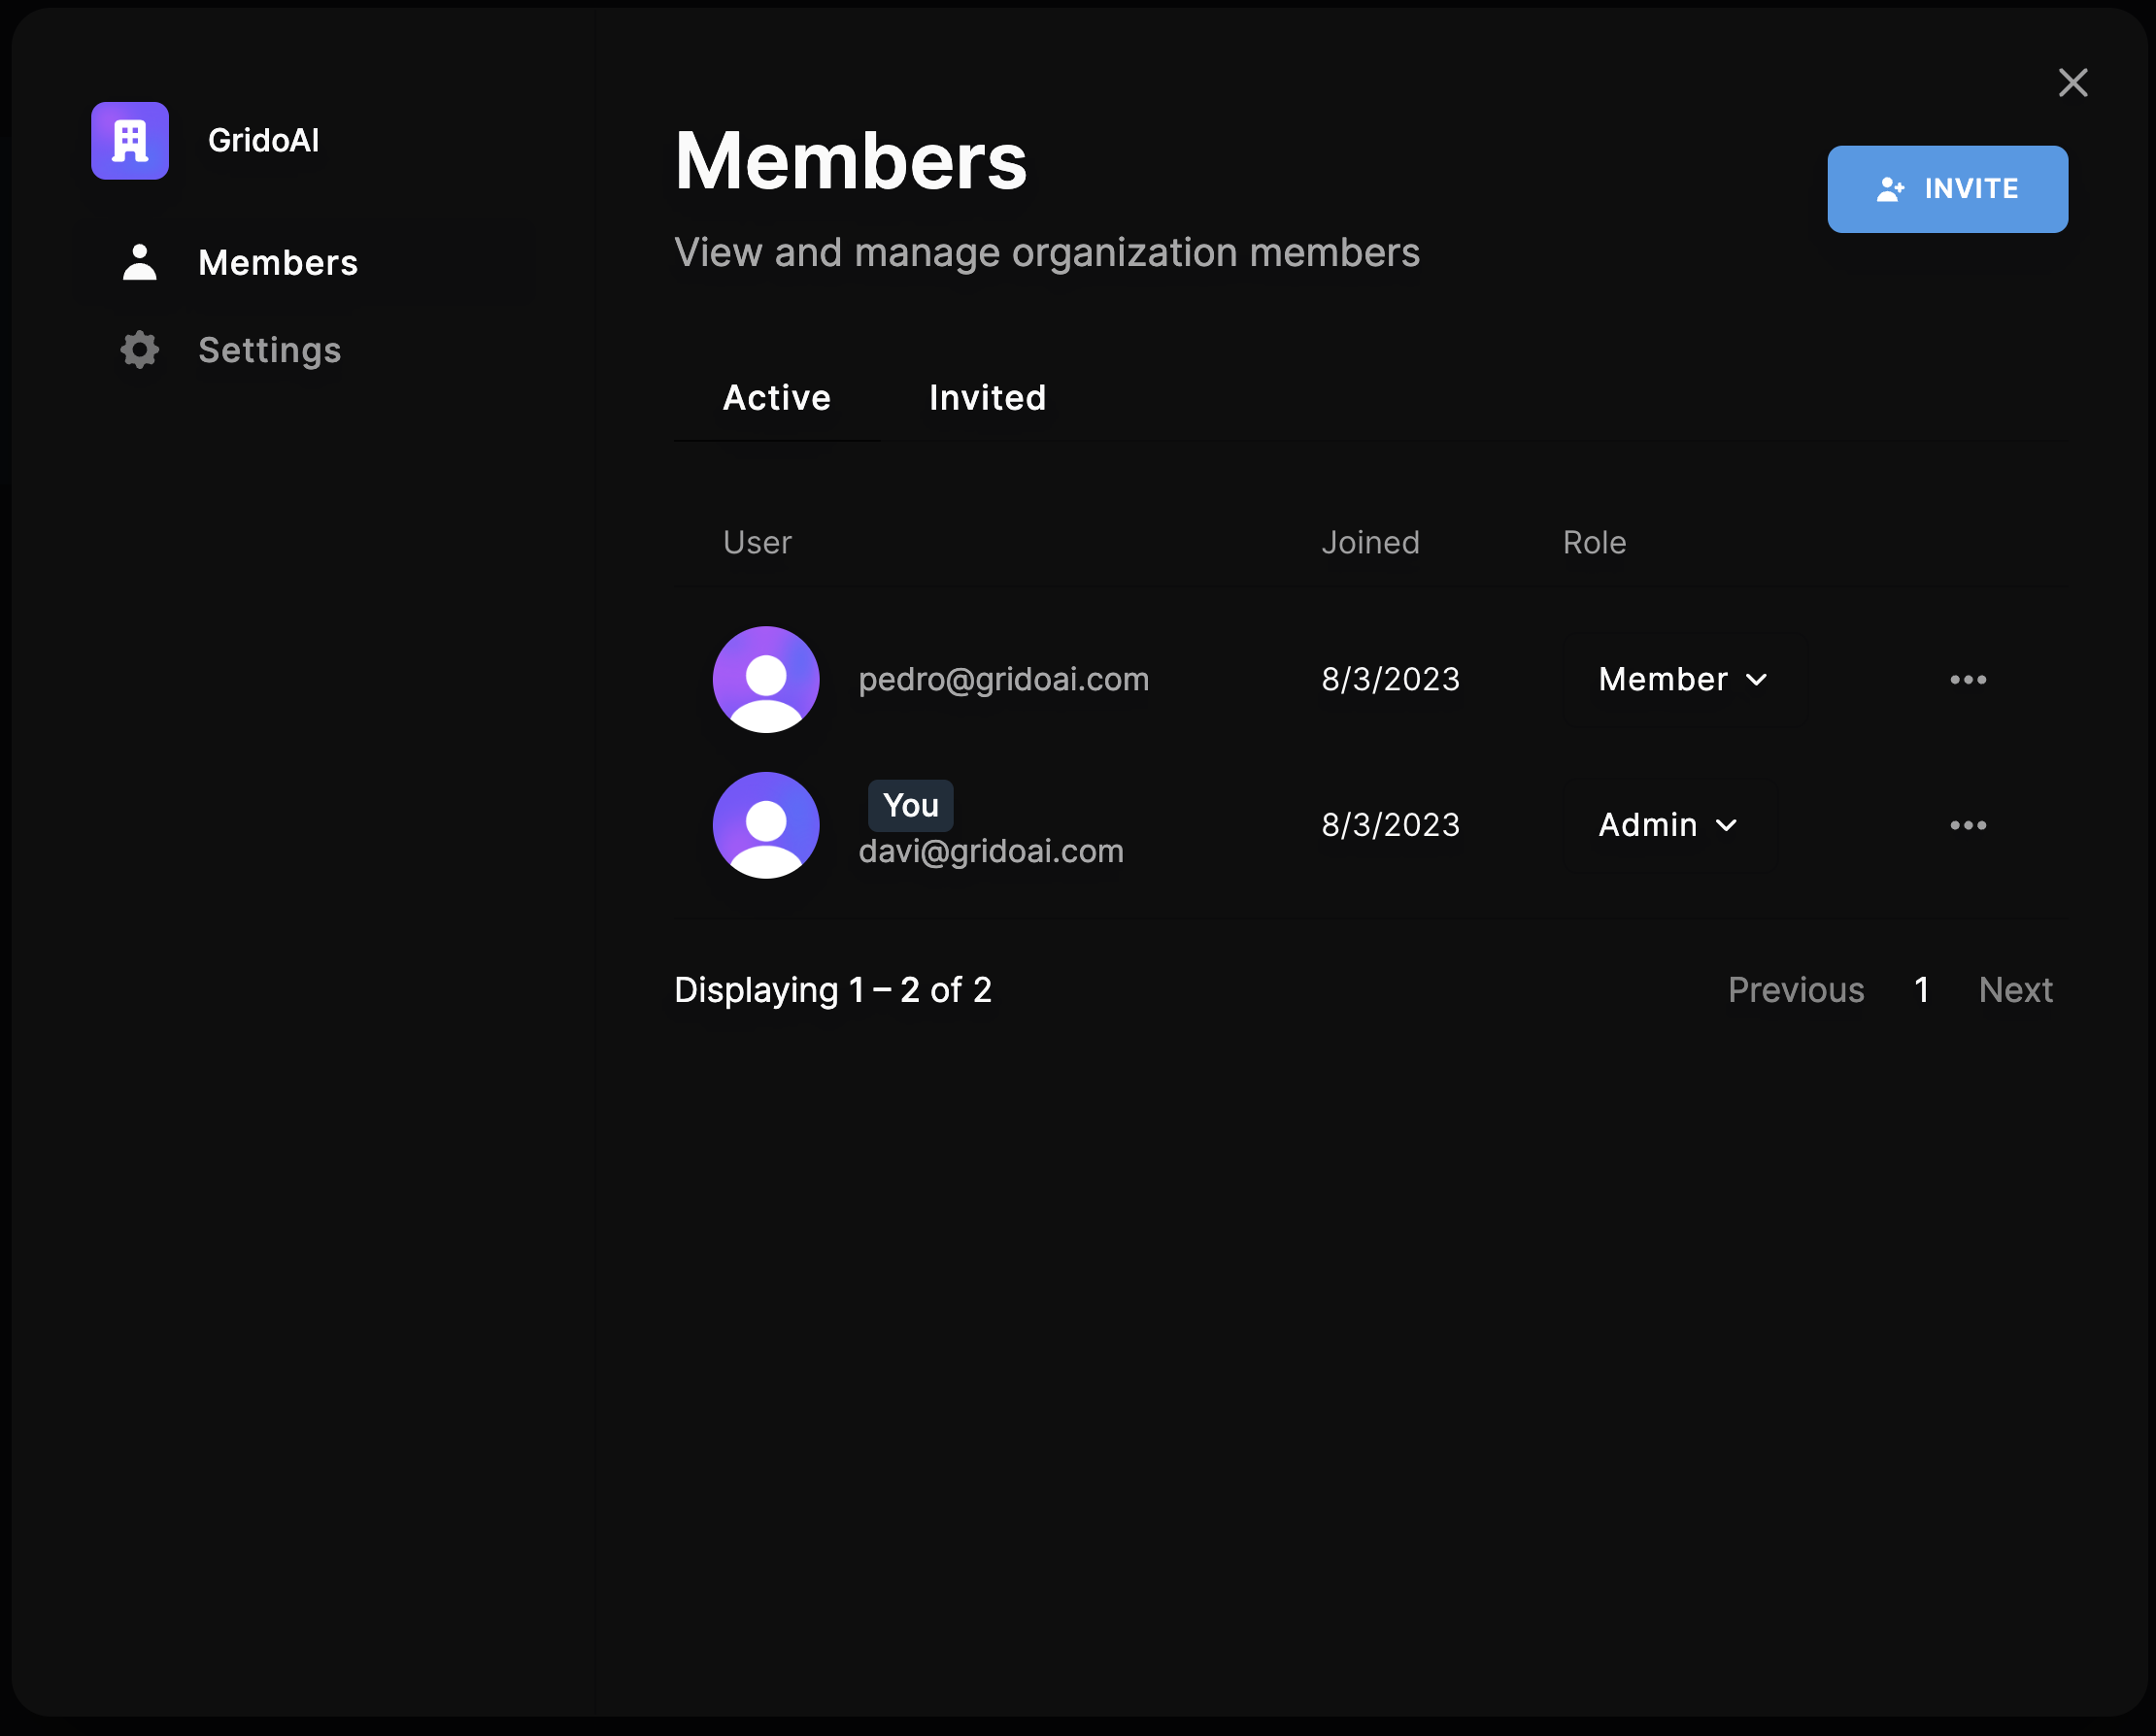 GridoAI
Members
Settings
Members
View and manage organization members
INVITE
Active Invited
User Joined Role
pedro@gridoai.com 8/3/2023 Member
You
davi@gridoai.com 8/3/2023 Admin
Displaying 1 – 2 of 2 Previous 1 Next